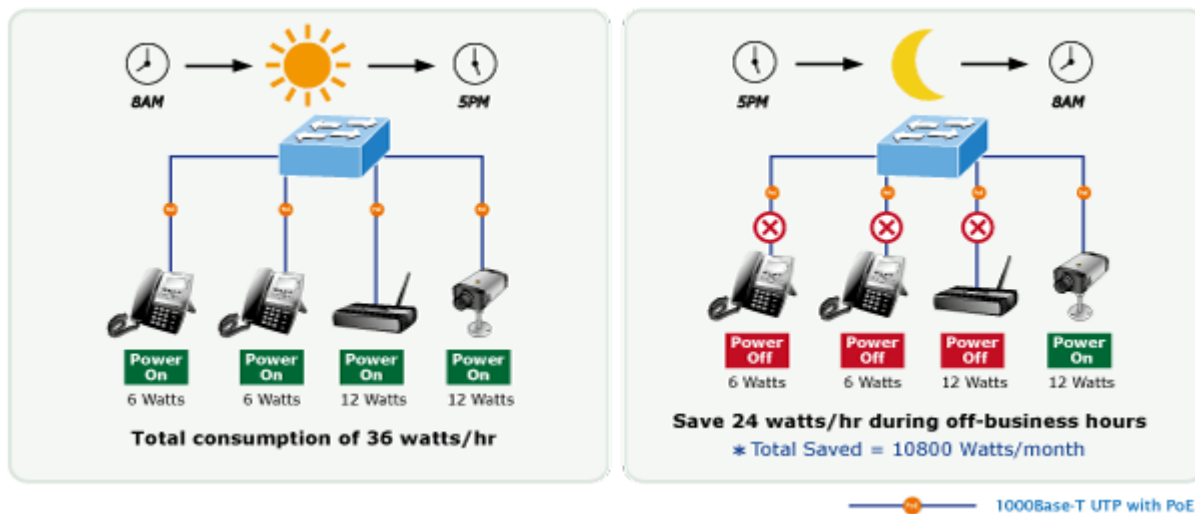 8AM
5PM
Power On
Power On
Power On
Power On
6 Watts
6 Watts
12 Watts
12 Watts
Total consumption of 36 watts/hr
5PM
8AM
Power Off
Power Off
Power Off
Power On
6 Watts
6 Watts
12 Watts
12 Watts
Save 24 watts/hr during off-business hours
* Total Saved = 10800 Watts/month
1000Base-T UTP with PoE